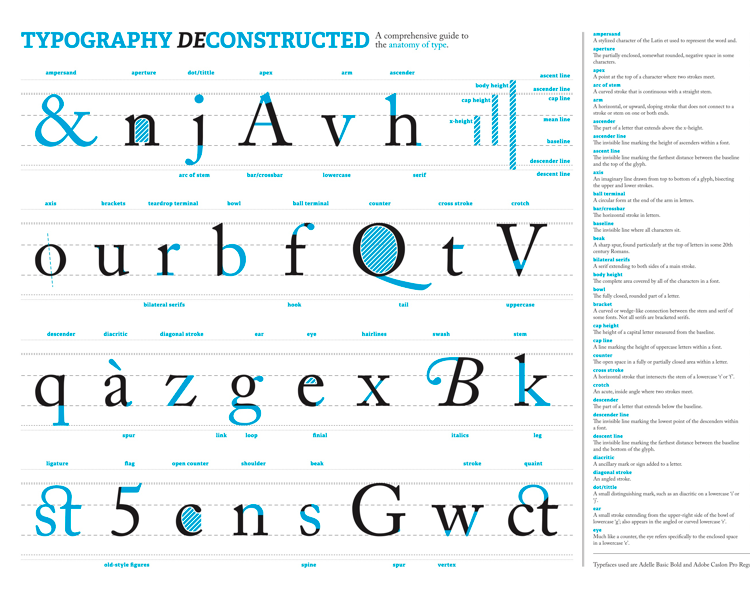 TYPOGRAPHY DECONSTRUCTED
A comprehensive guide to
the anatomy of type.
ampersand aperture dot/tittle apex arm ascender
ascent line
body height
ascender line
cap height
cap line
x-height
mean line
baseline
descender line
descent line
& n j A v h
arc of stem bar/crossbar lowercase serif
axis brackets teardrop terminal bowl ball terminal counter cross stroke crotch
o u r b f Q t V
bilateral serifs hook tail uppercase
descender diacritic diagonal stroke ear eye hairlines swash stem
q à z g e x B k
spur link loop finial italics leg
ligature flag open counter shoulder beak stroke quaint
st 5 c n s G w ct
old-style figures spine spur vertex
ampersand
A stylized character of the Latin et used to represent the word and.
aperture
The partially enclosed, somewhat rounded, negative space in some
characters.
apex
A point at the top of a character where two strokes meet.
arc of stem
A curved stroke that is continuous with a straight stem.
arm
A horizontal, or upward, sloping stroke that does not connect to a
stroke or stem on one or both ends.
ascender
The part of a letter that extends above the x-height.
ascender line
The invisible line marking the height of ascenders within a font.
ascent line
The invisible line marking the farthest distance between the baseline
and the top of the glyph.
axis
An imaginary line drawn from top to bottom of a glyph, bisecting
the upper and lower strokes.
ball terminal
A circular form at the end of the arm in letters.
bar/crossbar
The horizontal stroke in letters.
baseline
The invisible line where all characters sit.
beak
A sharp spur, found particularly at the top of letters in some 20th
century Romans.
bilateral serifs
A serif extending to both sides of a main stroke.
body height
The complete area covered by all of the characters in a font.
bowl
The fully closed, rounded part of a letter.
bracket
A curved or wedge-like connection between the stem and serif of
some fonts. Not all serifs are bracketed serifs.
cap height
The height of a capital letter measured from the baseline.
cap line
A line marking the height of uppercase letters within a font.
counter
The open space in a fully or partially closed area within a letter.
cross stroke
A horizontal stroke that intersects the stem of a lowercase 't' or 'f'.
crotch
An acute, inside angle where two strokes meet.
descender
The part of a letter that extends below the baseline.
descender line
The invisible line marking the lowest point of the descenders within
a font.
descent line
The invisible line marking the farthest distance between the baseline
and the bottom of the glyph.
diacritic
A ancillary mark or sign added to a letter.
diagonal stroke
An angled stroke.
dot/tittle
A small distinguishing mark, such as an diacritic on a lowercase 'i' or
'j'.
ear
A small stroke extending from the upper-right side of the bowl of
lowercase 'g'; also appears in the angled or curved lowercase 'r'.
eye
Much like a counter, the eye refers specifically to the enclosed space
in a lowercase 'e'.
Typefaces used are Adelle Basic Bold and Adobe Caslon Pro Reg